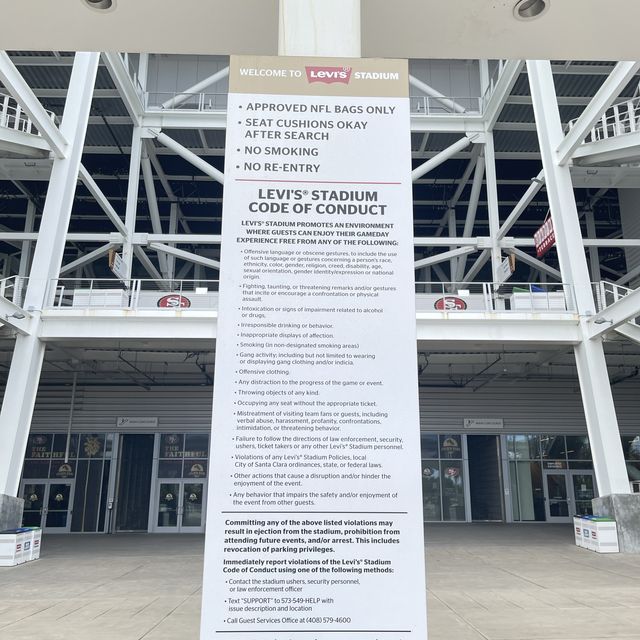 WELCOME TO LEVI'S® STADIUM
• APPROVED NFL BAGS ONLY
• SEAT CUSHIONS OKAY
AFTER SEARCH
• NO SMOKING
• NO RE-ENTRY
LEVI'S® STADIUM
CODE OF CONDUCT
LEVI'S® STADIUM PROMOTES AN ENVIRONMENT
WHERE GUESTS CAN ENJOY THEIR GAMEDAY
EXPERIENCE FREE FROM ANY OF THE FOLLOWING:
• Offensive language or obscene gestures, to include the use
of such language or gestures concerning a person's race,
ethnicity, color, gender, religion, creed, disability, age,
sexual orientation, gender identity/expression or national
origin.
• Fighting, taunting, or threatening remarks and/or gestures
that incite or encourage a confrontation or physical
assault.
• Intoxication or signs of impairment related to alcohol
or drugs.
• Irresponsible drinking or behavior.
• Inappropriate displays of affection.
• Smoking (in non-designated smoking areas)
• Gang activity; including but not limited to wearing
or displaying gang clothing and/or indicia.
• Offensive clothing.
• Any distraction to the progress of the game or event.
• Throwing objects of any kind.
• Occupying any seat without the appropriate ticket.
• Mistreatment of visiting team fans or guests, including
verbal abuse, harassment, profanity, confrontations,
intimidation, or threatening behavior.
• Failure to follow the directions of law enforcement, security,
ushers, ticket takers or any other Levi's® Stadium personnel.
• Violations of any Levi's® Stadium Policies, local
City of Santa Clara ordinances, state, or federal laws.
• Other actions that cause a disruption and/or hinder the
enjoyment of the event.
• Any behavior that impairs the safety and/or enjoyment of
the event from other guests.
Committing any of the above listed violations may
result in ejection from the stadium, prohibition from
attending future events, and/or arrest. This includes
revocation of parking privileges.
Immediately report violations of the Levi's® Stadium
Code of Conduct using one of the following methods:
• Contact the stadium ushers, security personnel,
or law enforcement officer
• Text "SUPPORT" to 573-549-HELP with
issue description and location
• Call Guest Services Office at (408) 579-4600
SF
SF
THE
FAITHFUL
THE
FAITHFUL